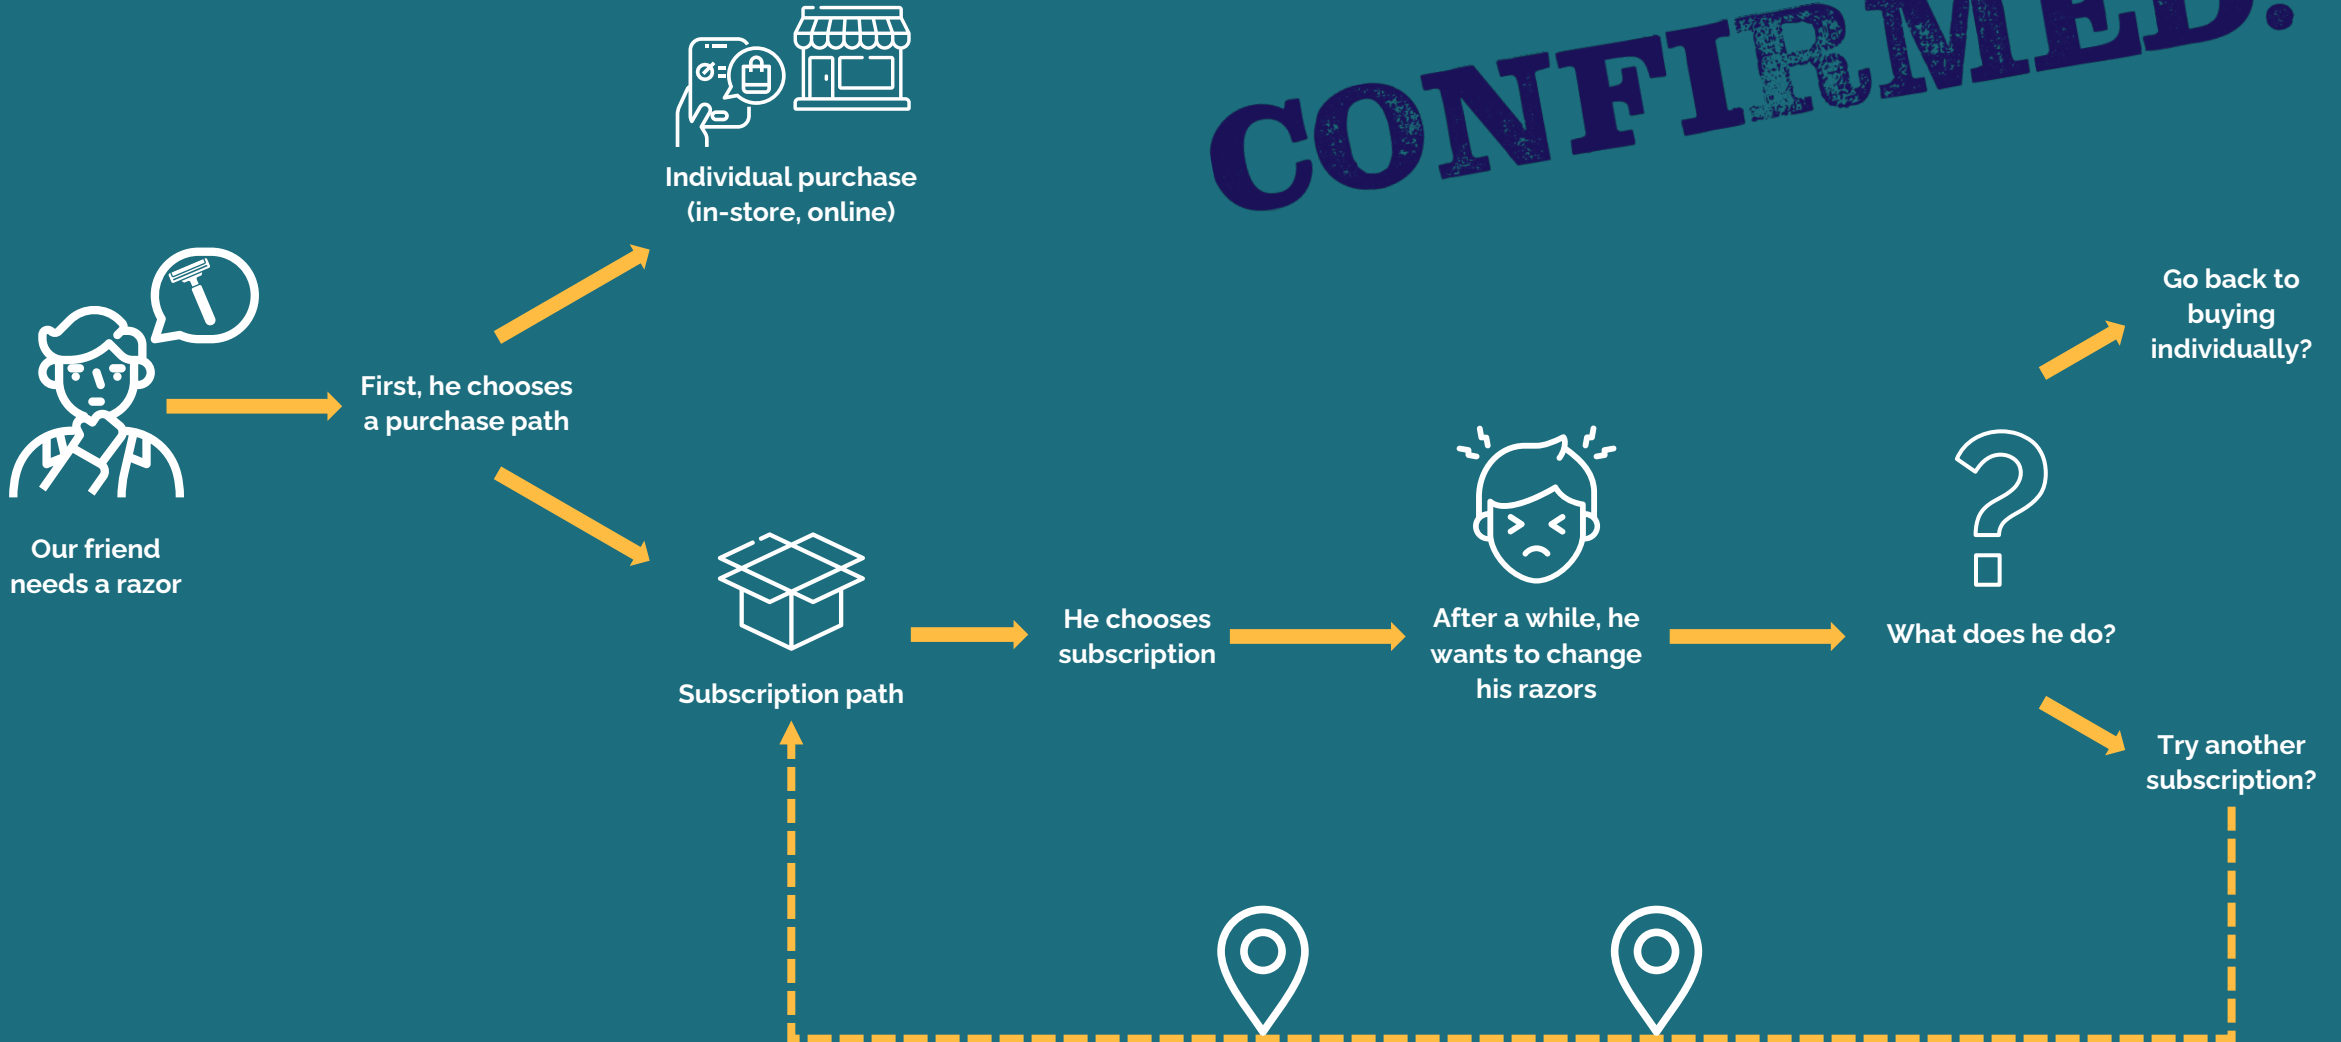 CONFIRMED.
Individual purchase
(in-store, online)
First, he chooses
a purchase path
Our friend
needs a razor
Subscription path
He chooses
subscription
After a while, he
wants to change
his razors
What does he do?
Go back to
buying
individually?
Try another
subscription?